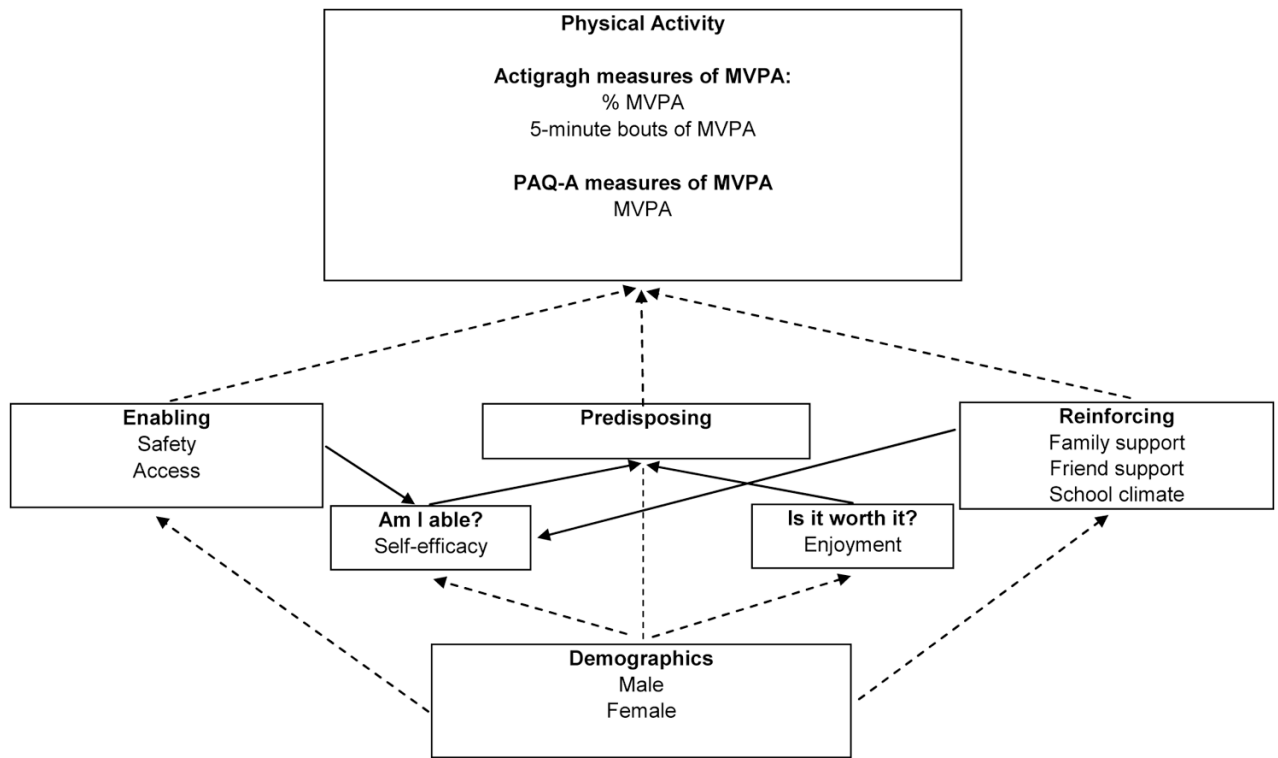 Physical Activity
Actigragh measures of MVPA:
% MVPA
5-minute bouts of MVPA
PAQ-A measures of MVPA
MVPA
Enabling
Safety
Access
Predisposing
Reinforcing
Family support
Friend support
School climate
Am I able?
Self-efficacy
Is it worth it?
Enjoyment
Demographics
Male
Female